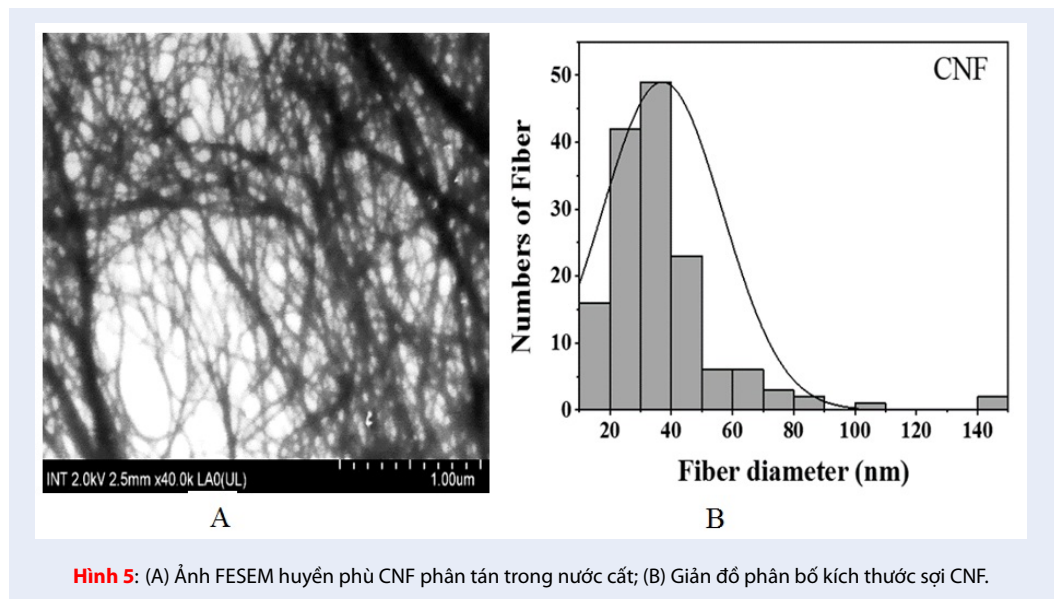 INT 2.0kV 2.5mm x40.0k LA0(UL) 1.00um
A
CNF
Numbers of Fiber
50
40
30
20
10
0
20 40 60 80 100 120 140
Fiber diameter (nm)
B
Hình 5: (A) Ảnh FESEM huyền phù CNF phân tán trong nước cất; (B) Giản đồ phân bố kích thước sợi CNF.